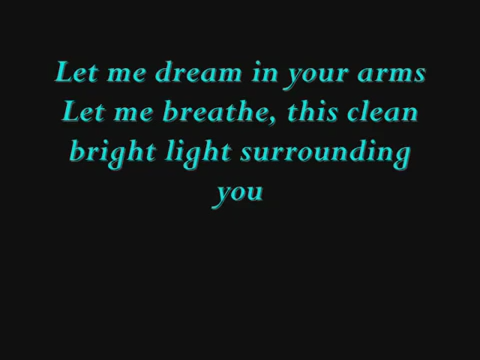 Let me dream in your arms
Let me breathe, this clean
bright light surrounding
you